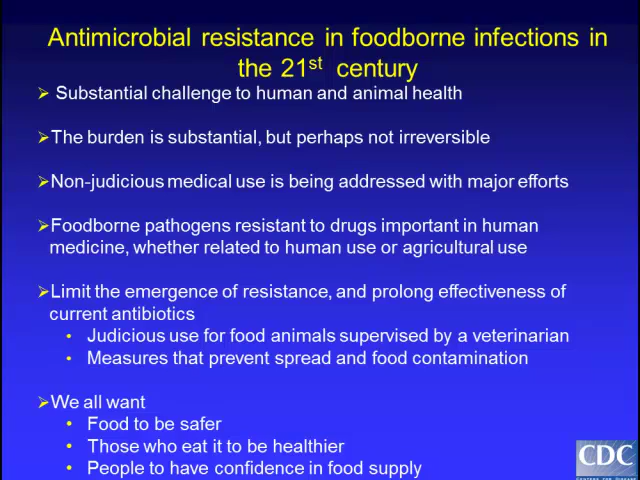 Antimicrobial resistance in foodborne infections in
the 21st century
➢ Substantial challenge to human and animal health
➢ The burden is substantial, but perhaps not irreversible
➢ Non-judicious medical use is being addressed with major efforts
➢ Foodborne pathogens resistant to drugs important in human
medicine, whether related to human use or agricultural use
➢ Limit the emergence of resistance, and prolong effectiveness of
current antibiotics
• Judicious use for food animals supervised by a veterinarian
• Measures that prevent spread and food contamination
➢ We all want
• Food to be safer
• Those who eat it to be healthier
• People to have confidence in food supply
CDC